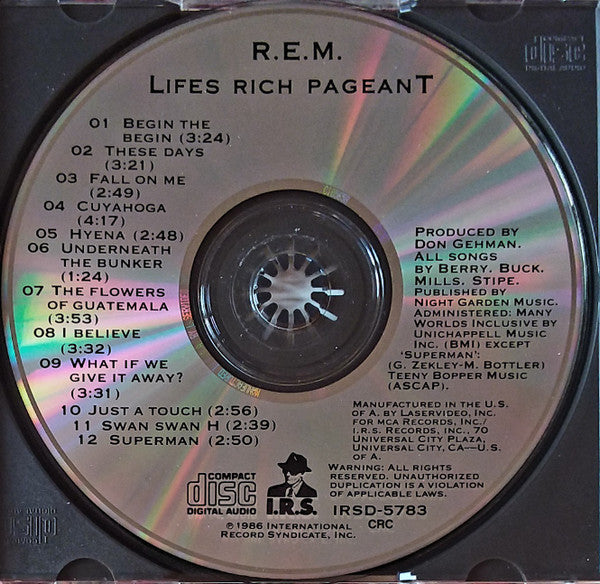 R.E.M.
LIFES RICH PAGEANT
01 BEGIN THE
BEGIN (3:24)
02 THESE DAYS
(3:21)
03 FALL ON ME
(2:49)
04 CUYAHOGA
(4:17)
05 HYENA (2:48)
06 UNDERNEATH
THE BUNKER
(1:24)
07 THE FLOWERS
OF GUATEMALA
(3:53)
08 I BELIEVE
(3:32)
09 WHAT IF WE
GIVE IT AWAY?
(3:31)
10 JUST A TOUCH (2:56)
11 SWAN SWAN H (2:39)
12 SUPERMAN (2:50)
PRODUCED BY
DON GEHMAN.
ALL SONGS
BY BERRY. BUCK.
MILLS. STIPE.
PUBLISHED BY
NIGHT GARDEN MUSIC.
ADMINISTERED: MANY
WORLDS INCLUSIVE BY
UNICHAPPELL MUSIC
INC. (BMI) EXCEPT
'SUPERMAN':
(G. ZEKLEY-M. BOTTLER)
TEENY BOPPER MUSIC
(ASCAP).
MANUFACTURED IN THE U.S.
OF A. BY LASERVIDEO, INC.
FOR MCA RECORDS, INC./
I.R.S. RECORDS, INC., 70
UNIVERSAL CITY PLAZA,
UNIVERSAL CITY, CA—U.S.
OF A.
WARNING: ALL RIGHTS
RESERVED. UNAUTHORIZED
DUPLICATION IS A VIOLATION
OF APPLICABLE LAWS.
COMPACT
disc
DIGITAL AUDIO
I.R.S.
IRSD-5783
CRC
℗ 1986 INTERNATIONAL
RECORD SYNDICATE, INC.
COMPACT
disc
DIGITAL AUDIO